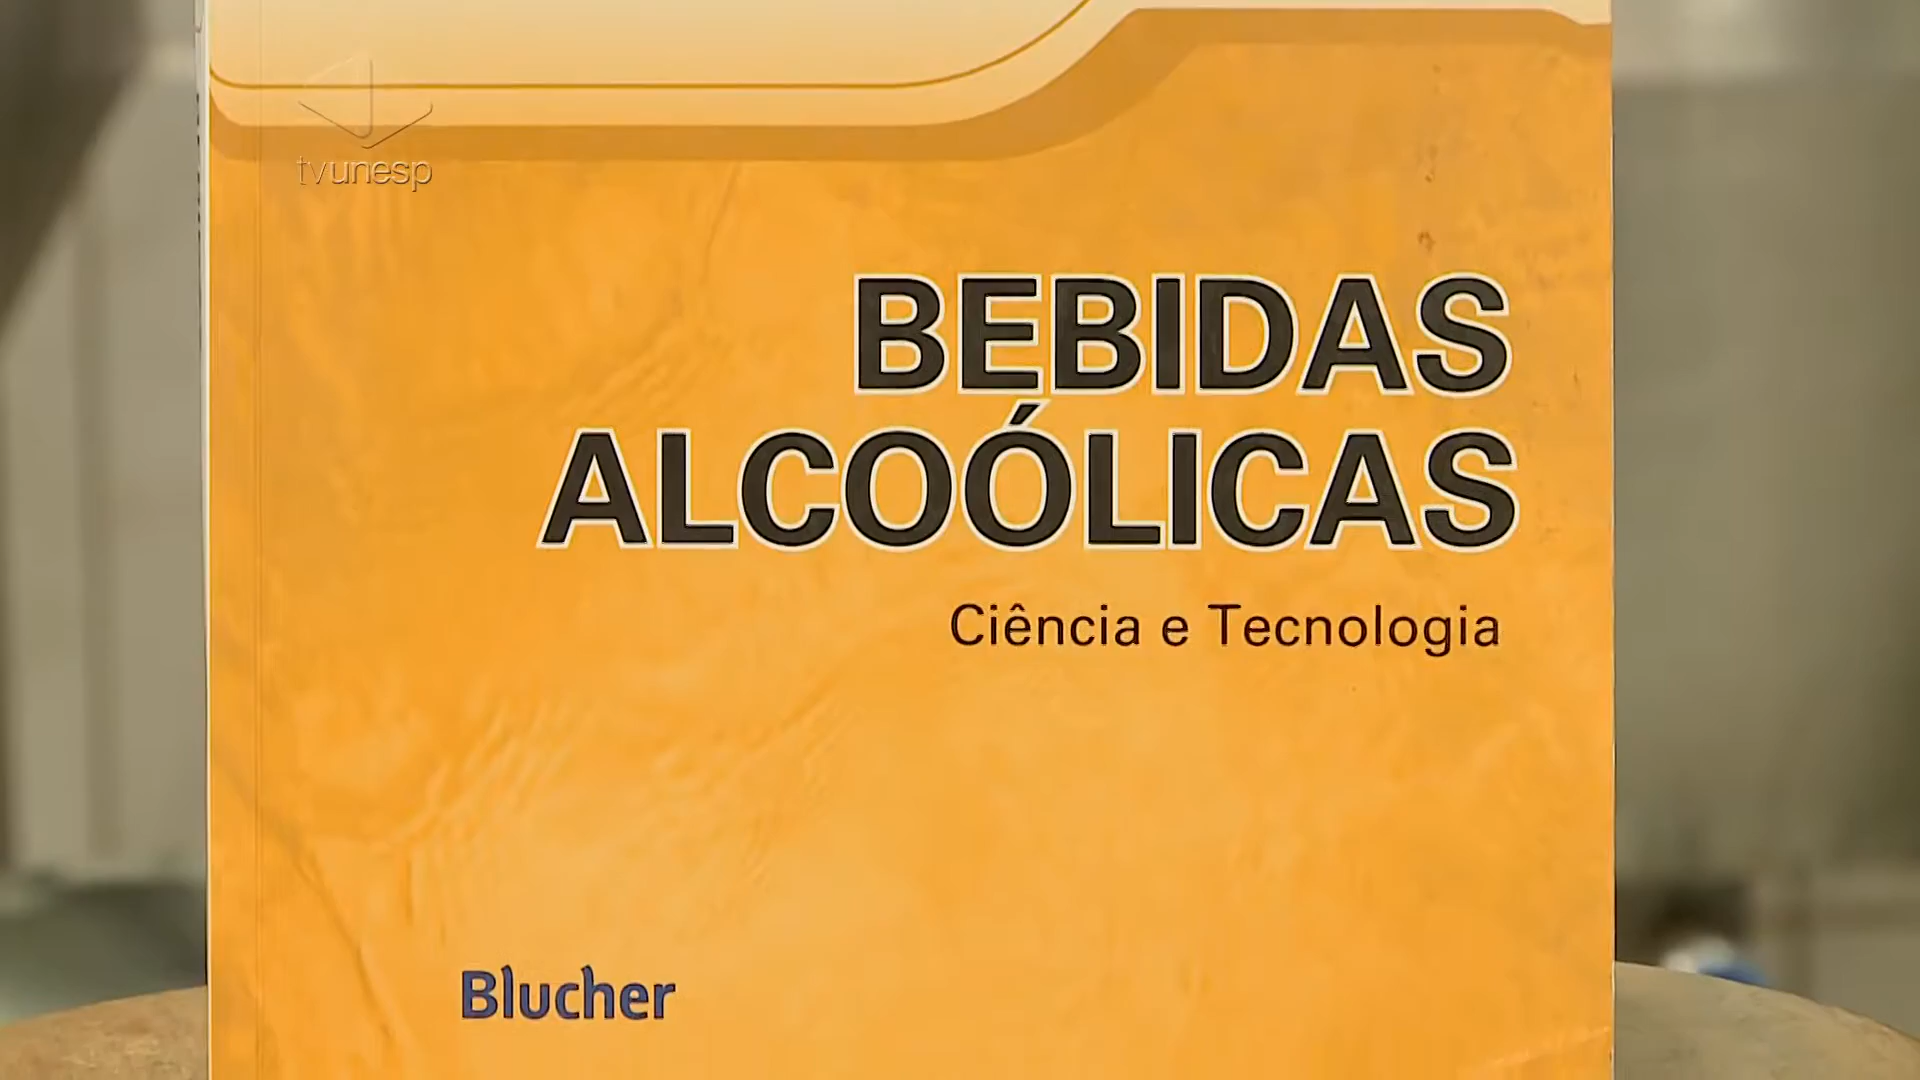 tvunesp
BEBIDAS
ALCOÓLICAS
Ciência e Tecnologia
Blucher